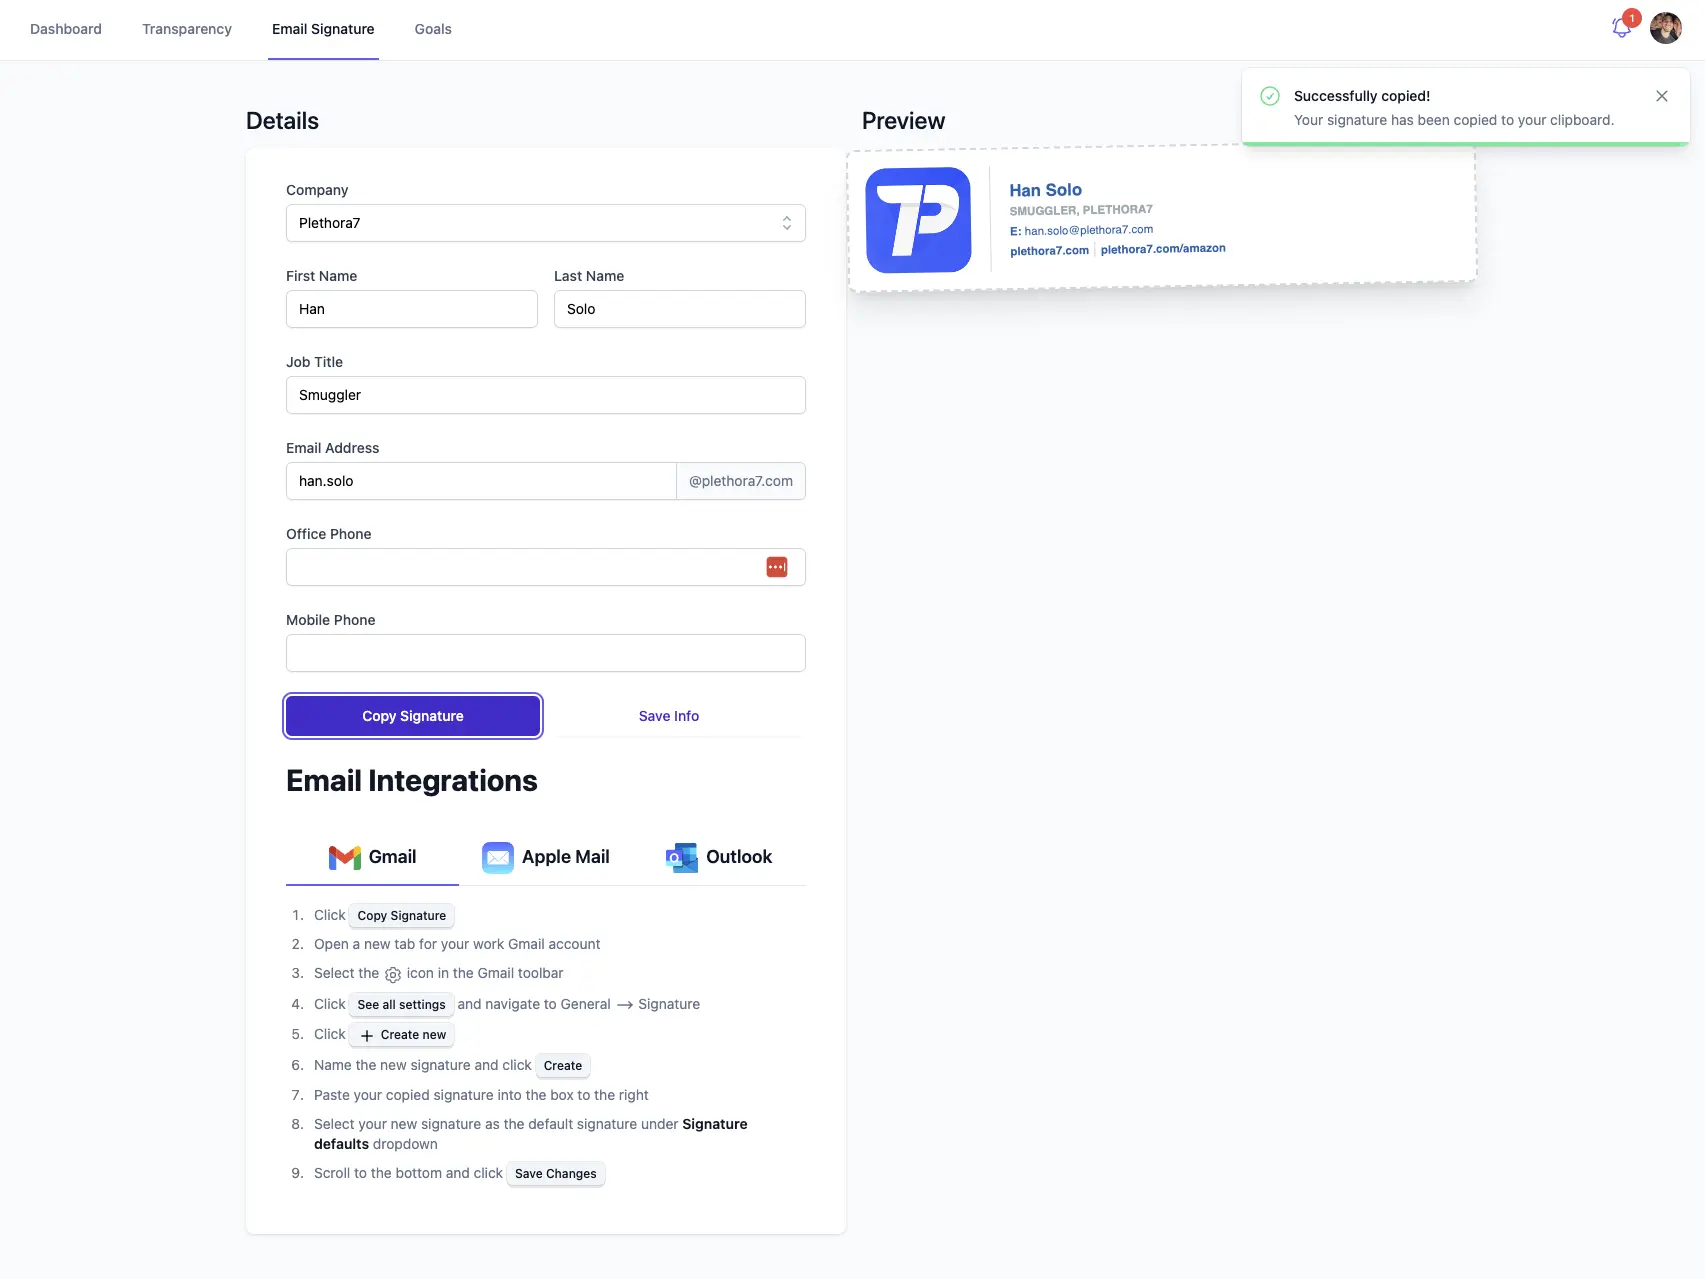 Dashboard
Transparency
Email Signature
Goals
1
Successfully copied!
Your signature has been copied to your clipboard.
Details
Company
Plethora7
First Name
Last Name
Han
Solo
Job Title
Smuggler
Email Address
han.solo
@plethora7.com
Office Phone
Mobile Phone
Copy Signature
Save Info
Email Integrations
Gmail
Apple Mail
Outlook
1. Click Copy Signature
2. Open a new tab for your work Gmail account
3. Select the icon in the Gmail toolbar
4. Click See all settings and navigate to General → Signature
5. Click + Create new
6. Name the new signature and click Create
7. Paste your copied signature into the box to the right
8. Select your new signature as the default signature under Signature
defaults dropdown
9. Scroll to the bottom and click Save Changes
Preview
Han Solo
SMUGGLER, PLETHORA7
E: han.solo@plethora7.com
plethora7.com | plethora7.com/amazon